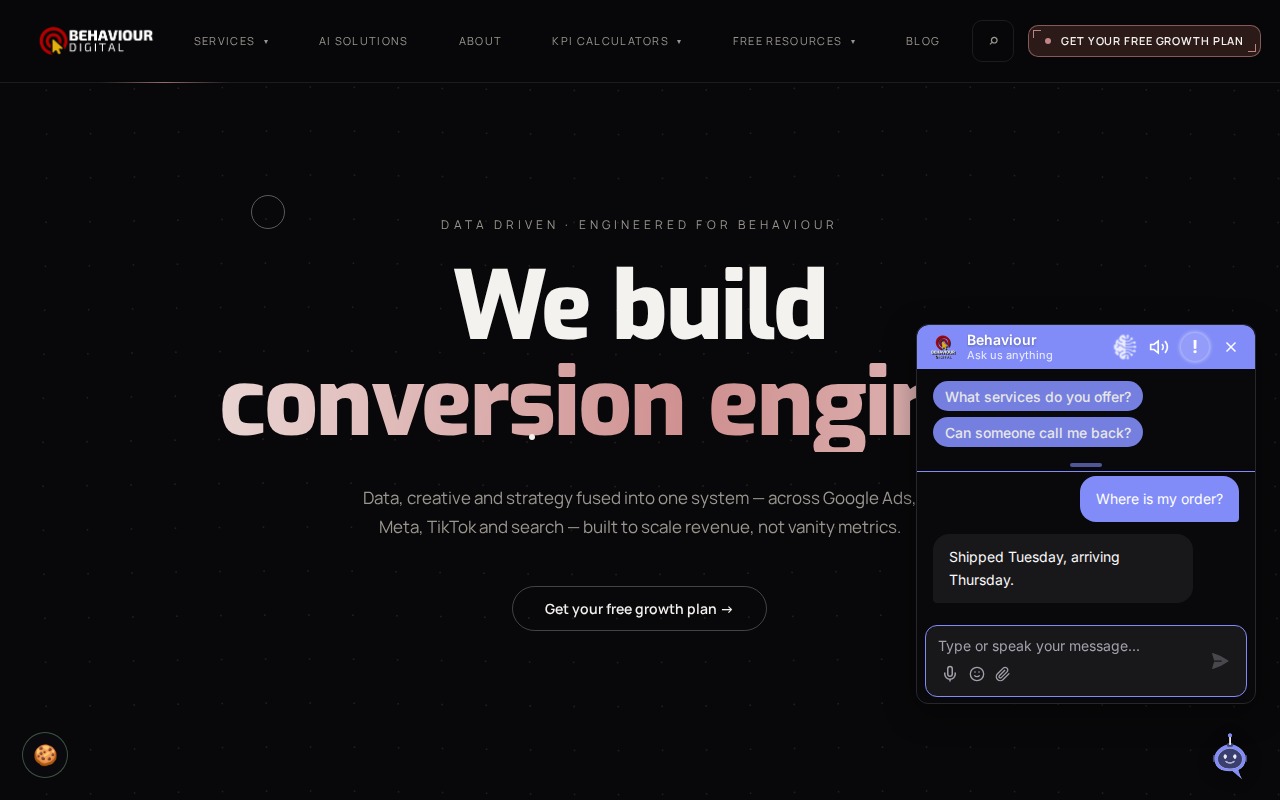 BEHAVIOUR
DIGITAL
SERVICES ▾
AI SOLUTIONS
ABOUT
KPI CALCULATORS ▾
FREE RESOURCES ▾
BLOG
GET YOUR FREE GROWTH PLAN
DATA DRIVEN · ENGINEERED FOR BEHAVIOUR
We build
conversion engin
Data, creative and strategy fused into one system — across Google Ads,
Meta, TikTok and search — built to scale revenue, not vanity metrics.
Get your free growth plan →
Behaviour
Ask us anything
What services do you offer?
Can someone call me back?
Where is my order?
Shipped Tuesday, arriving
Thursday.
Type or speak your message...